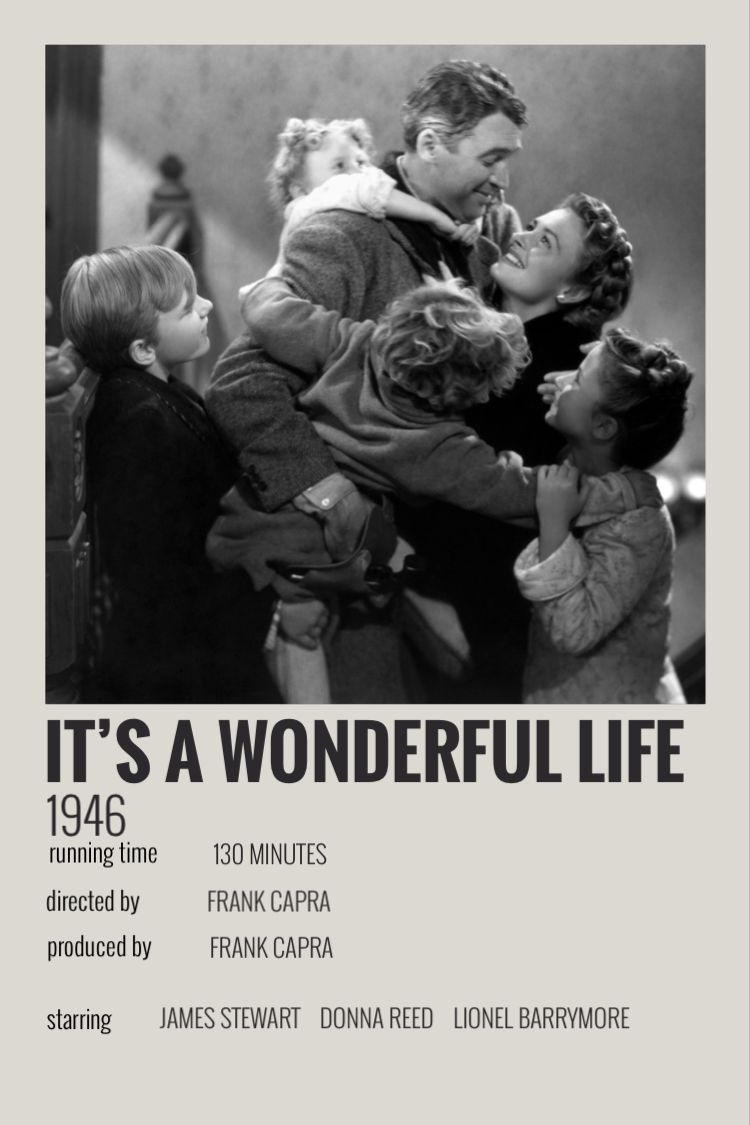 IT’S A WONDERFUL LIFE
1946
running time 130 MINUTES
directed by FRANK CAPRA
produced by FRANK CAPRA
starring JAMES STEWART DONNA REED LIONEL BARRYMORE